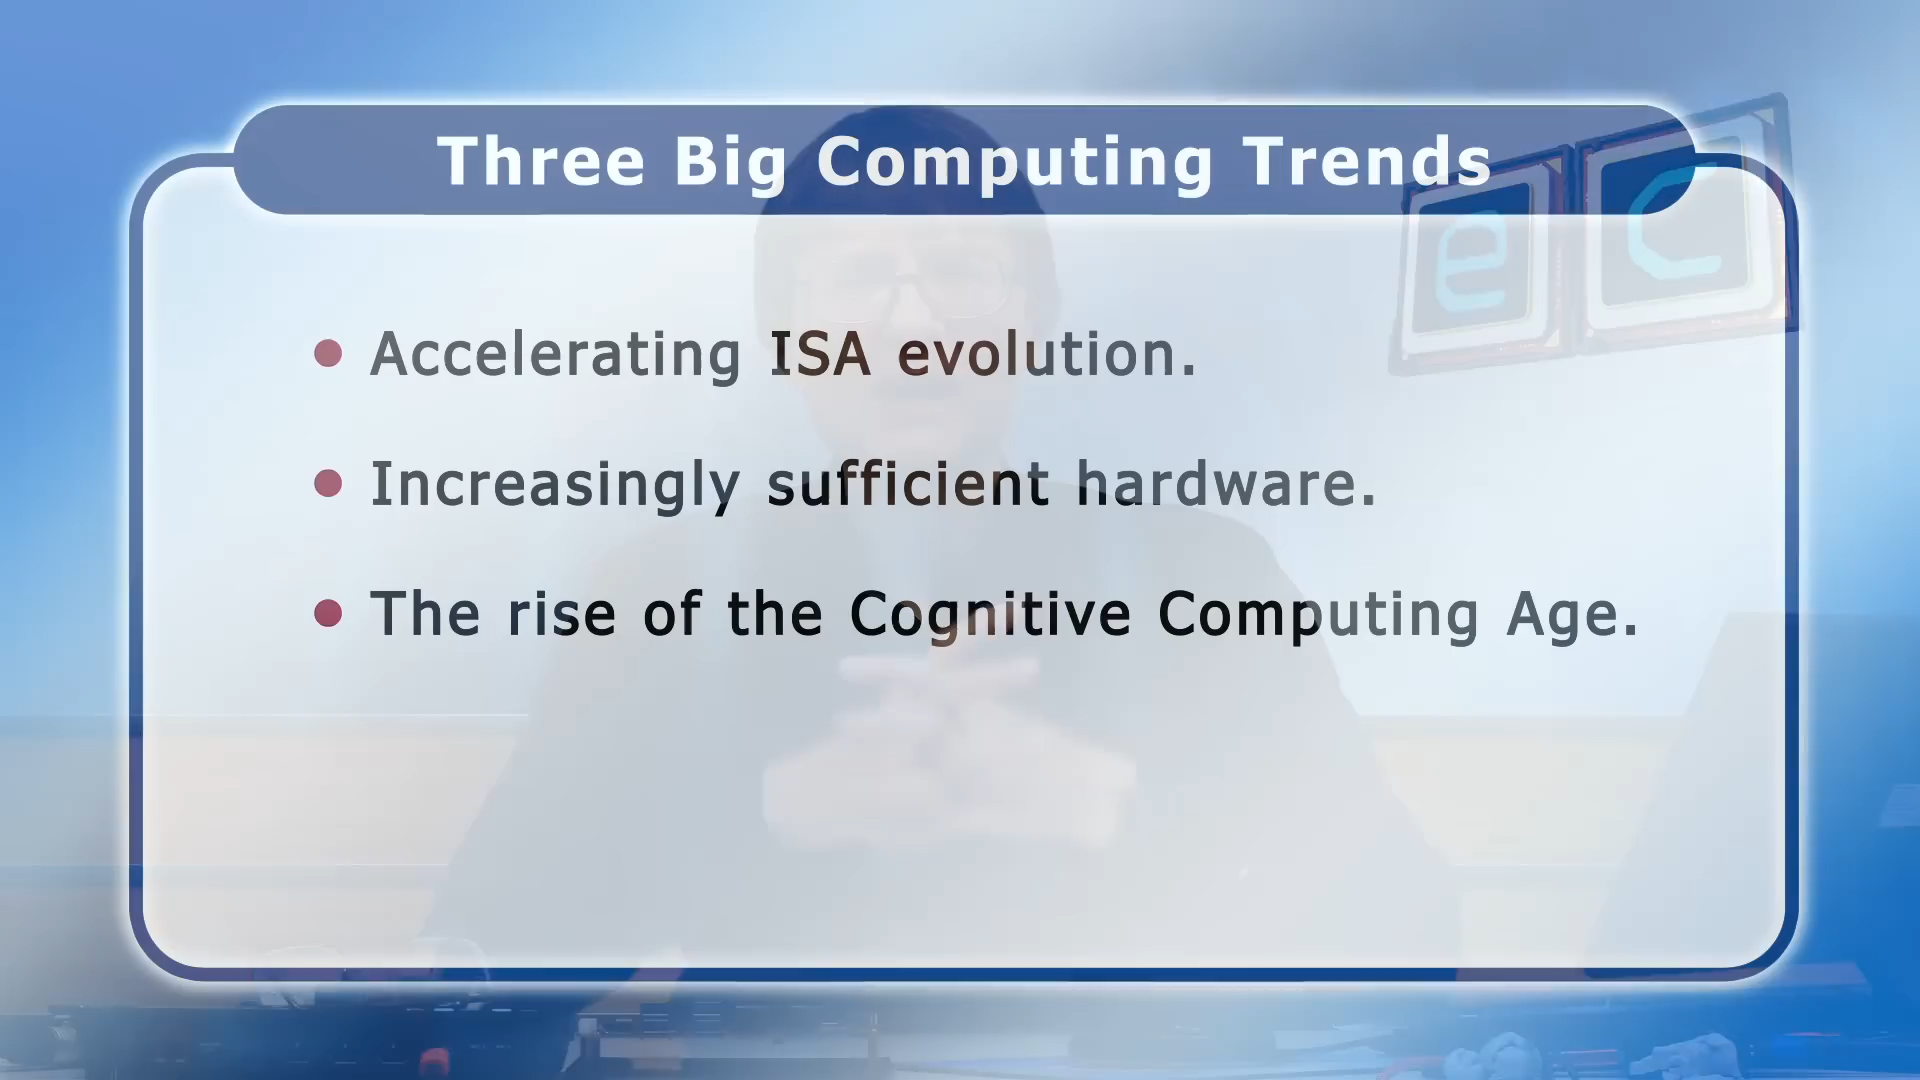 Three Big Computing Trends
e C
Accelerating ISA evolution.
Increasingly sufficient hardware.
The rise of the Cognitive Computing Age.